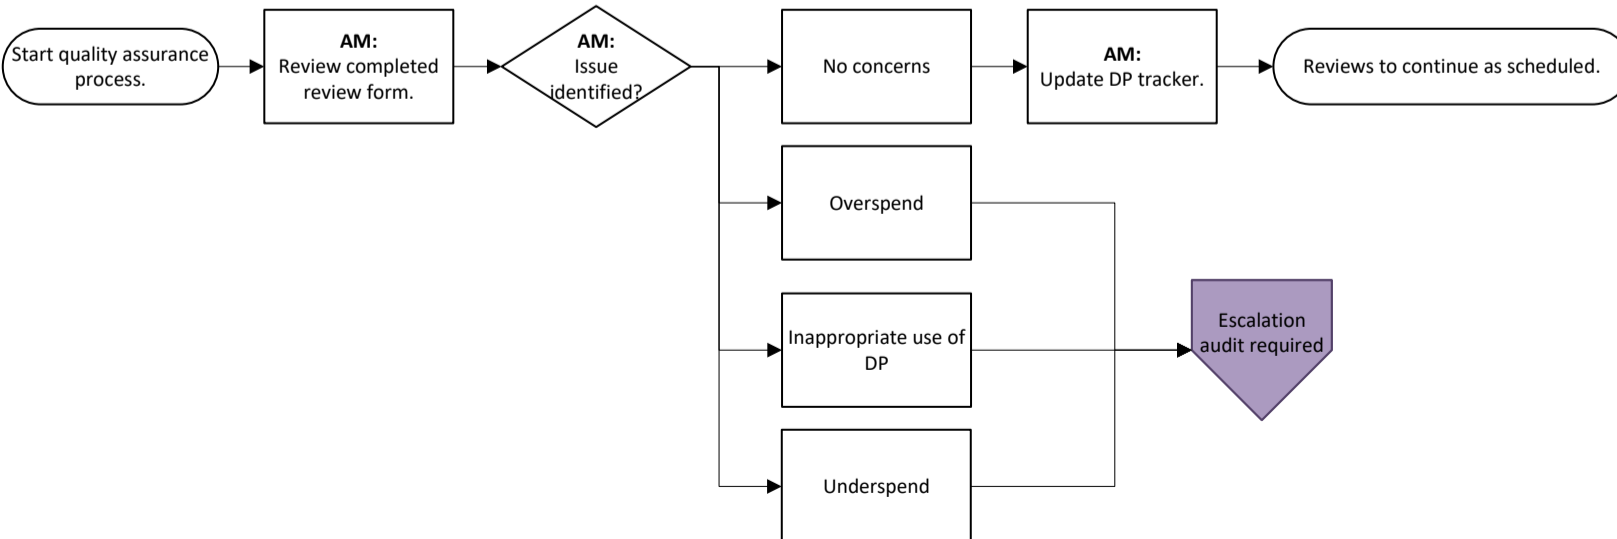 Start quality assurance
process.
AM:
Review completed
review form.
AM:
Issue
identified?
No concerns
AM:
Update DP tracker.
Reviews to continue as scheduled.
Overspend
Inappropriate use of
DP
Escalation
audit required
Underspend